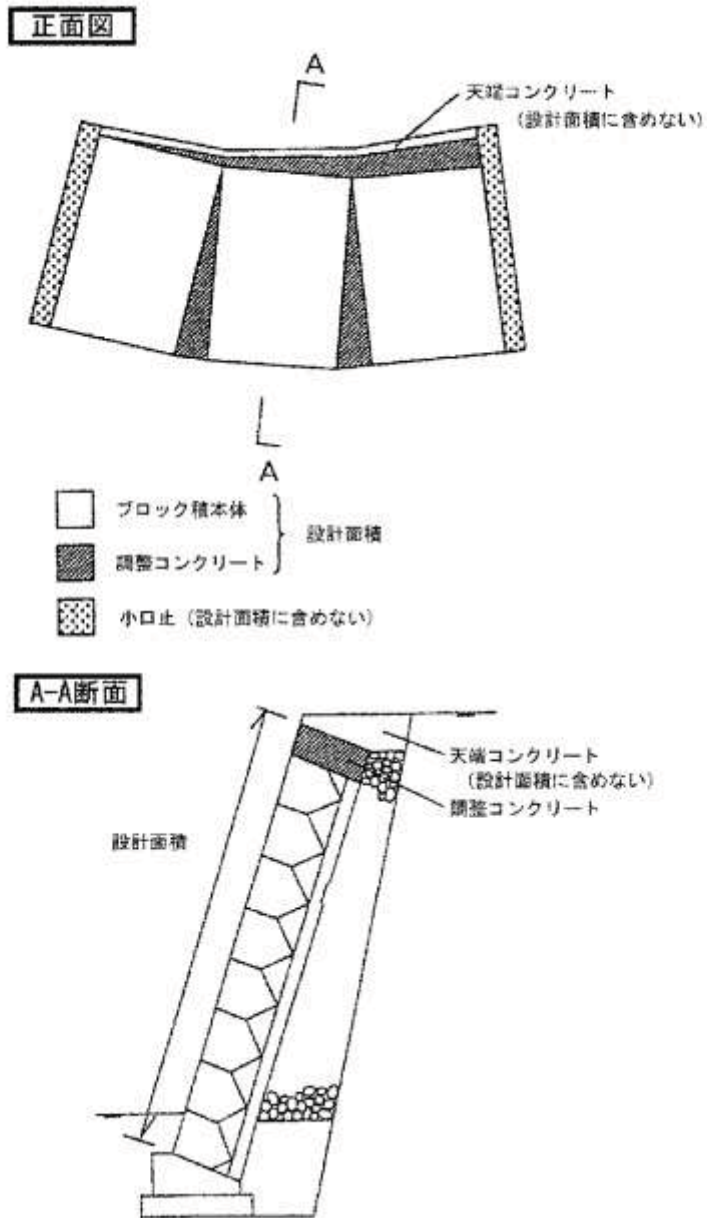 正面図
A
天端コンクリート
(設計面積に含めない)
A
ブロック積本体
設計面積
調整コンクリート
小口止(設計面積に含めない)
A-A断面
天端コンクリート
(設計面積に含めない)
調整コンクリート
設計面積